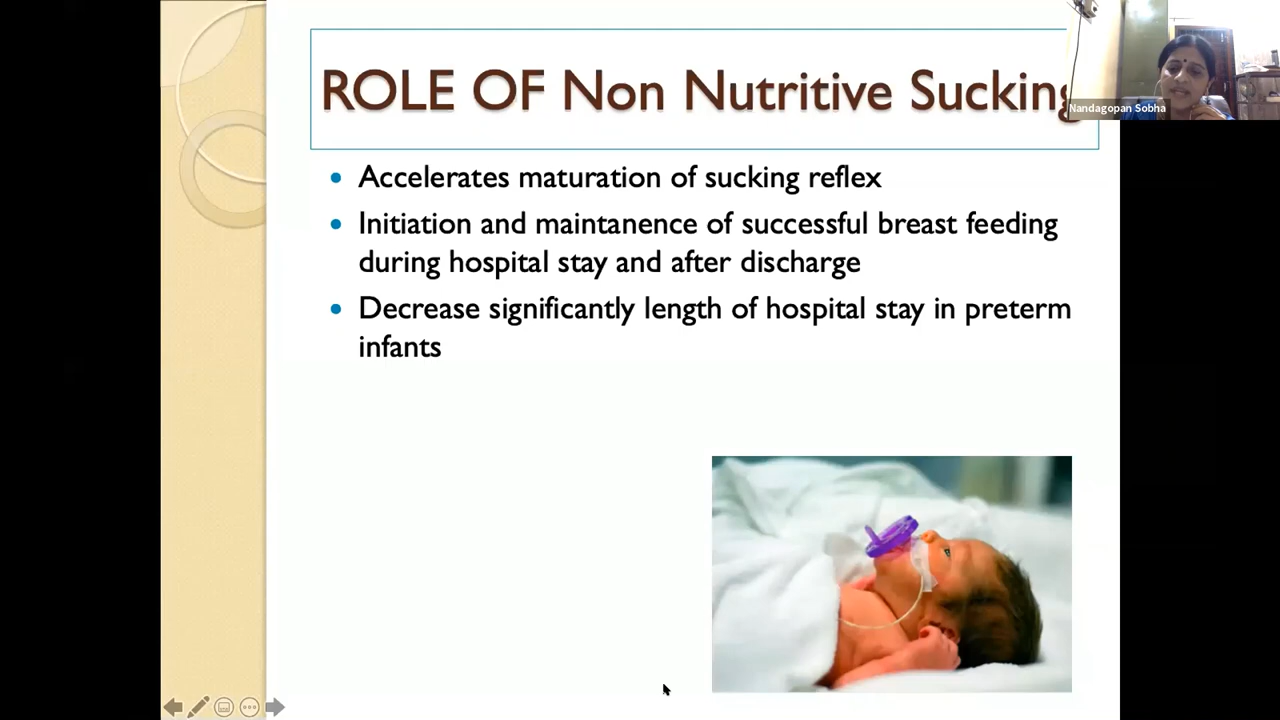 ROLE OF Non Nutritive Sucking
Nandagopan Sobha
Accelerates maturation of sucking reflex
Initiation and maintanence of successful breast feeding
during hospital stay and after discharge
Decrease significantly length of hospital stay in preterm
infants